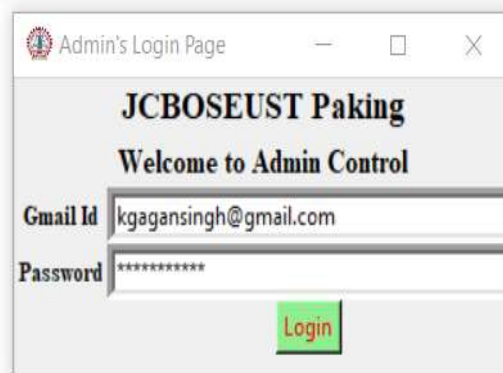 Admin's Login Page
JCBOSEUST Paking
Welcome to Admin Control
Gmail Id kgagansingh@gmail.com
Password ***********
Login